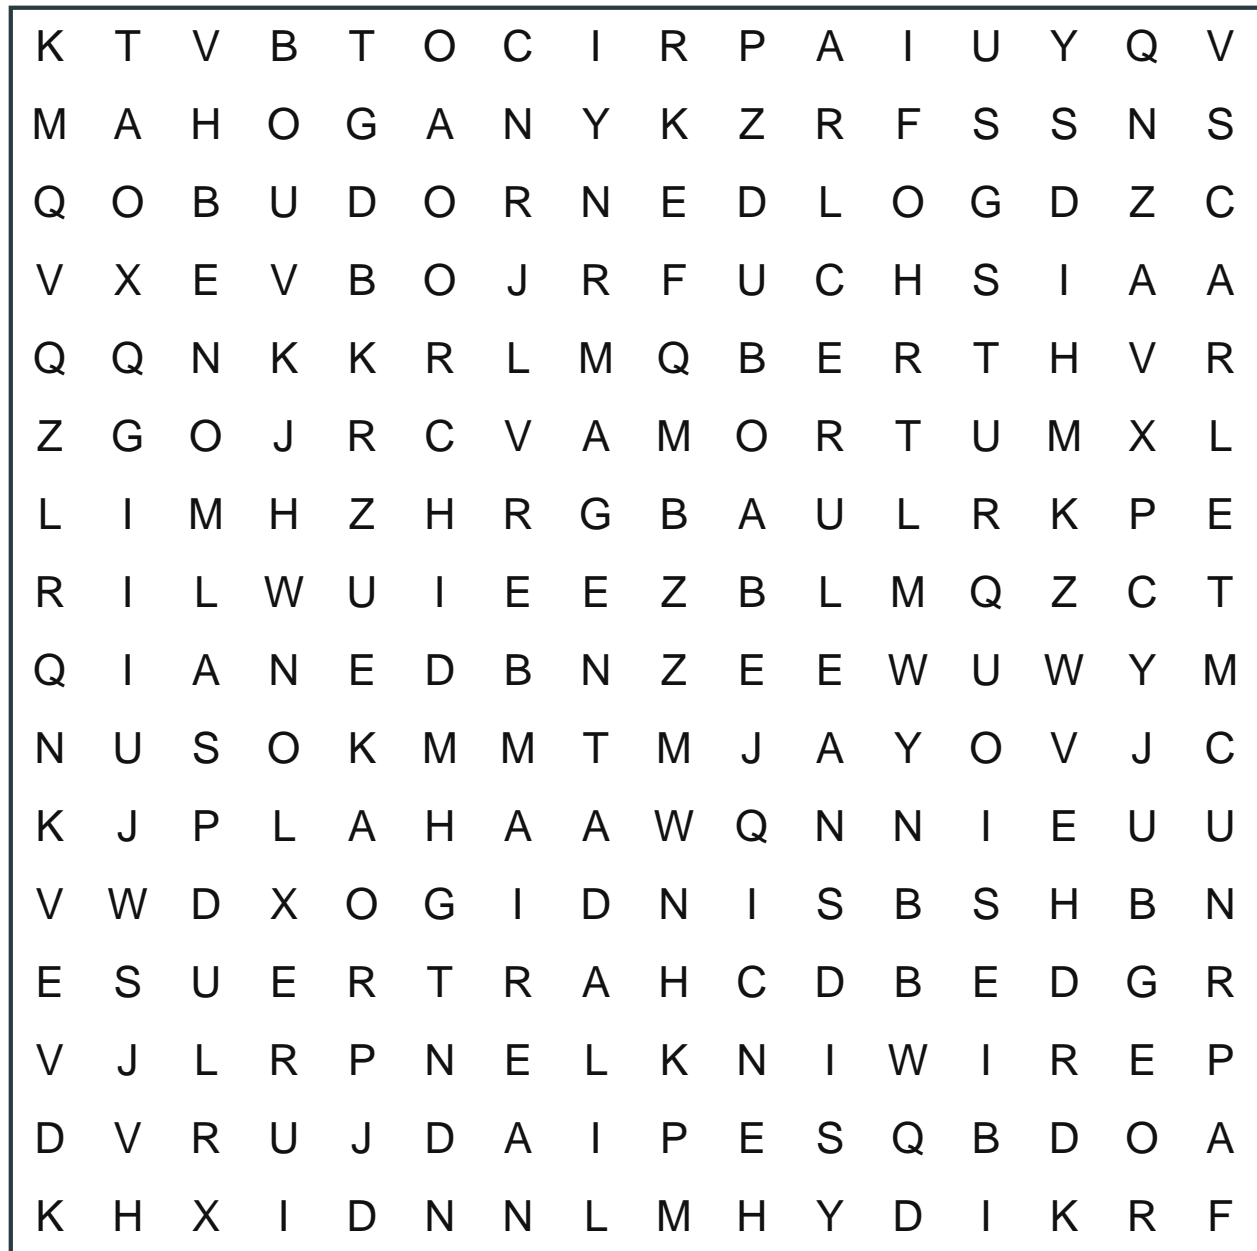 K T V B T O C I R P A I U Y Q V
M A H O G A N Y K Z R F S S N S
Q O B U D O R N E D L O G D Z C
V X E V B O J R F U C H S I A A
Q Q N K K R L M Q B E R T H V R
Z G O J R C V A M O R T U M X L
L I M H Z H R G B A U L R K P E
R I L W U I E E Z B L M Q Z C T
Q I A N E D B N Z E E W U W Y M
N U S O K M M T M J A Y O V J C
K J P L A H A A W Q N N I E U U
V W D X O G I D N I S B S H B N
E S U E R T R A H C D B E D G R
V J L R P N E L K N I W I R E P
D V R U J D A I P E S Q B D O A
K H X I D N N L M H Y D I K R F